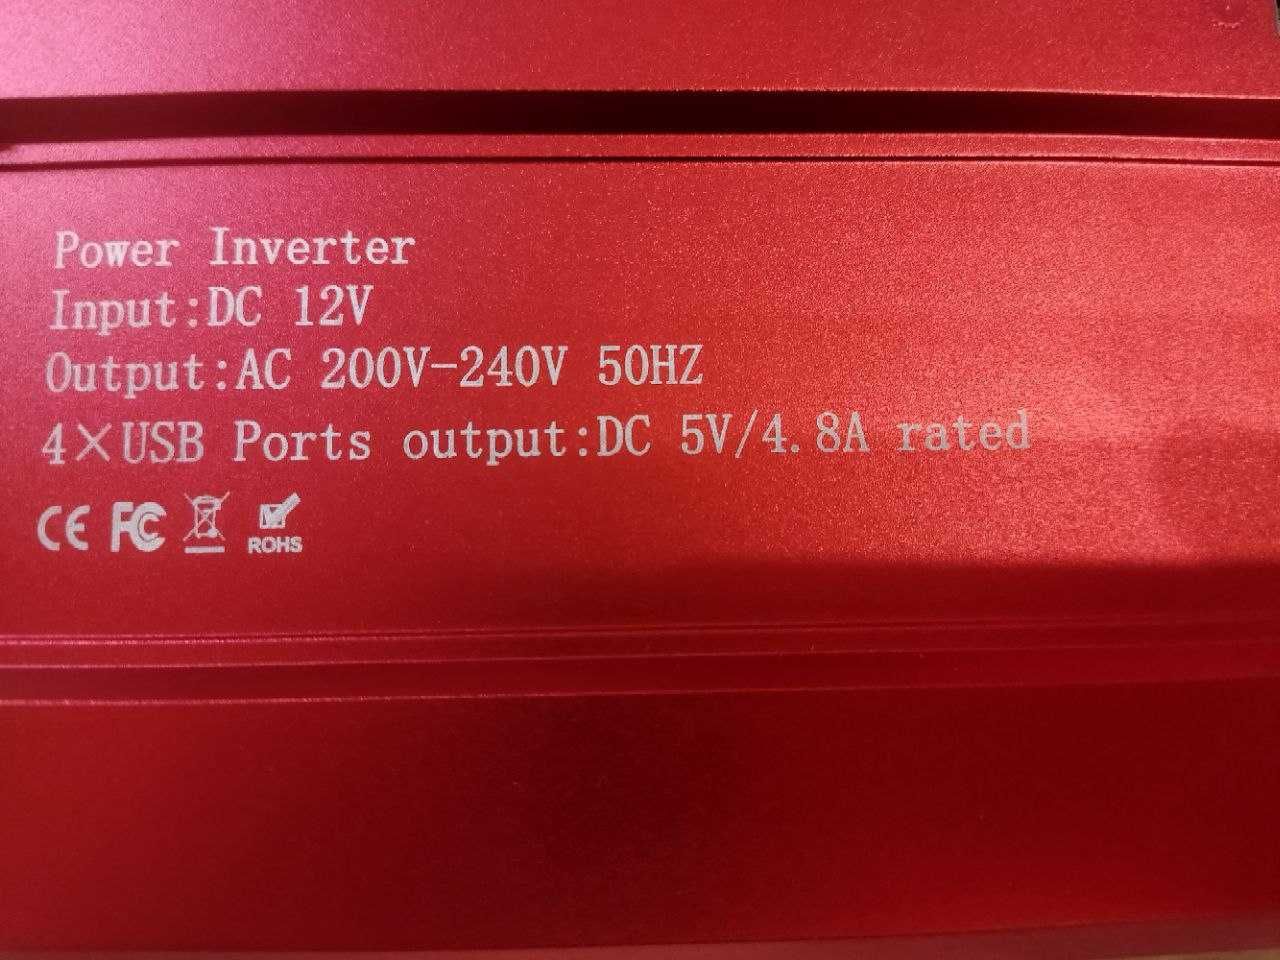 Power Inverter
Input:DC 12V
Output:AC 200V-240V 50HZ
4×USB Ports output:DC 5V/4.8A rated
CE FC ROHS